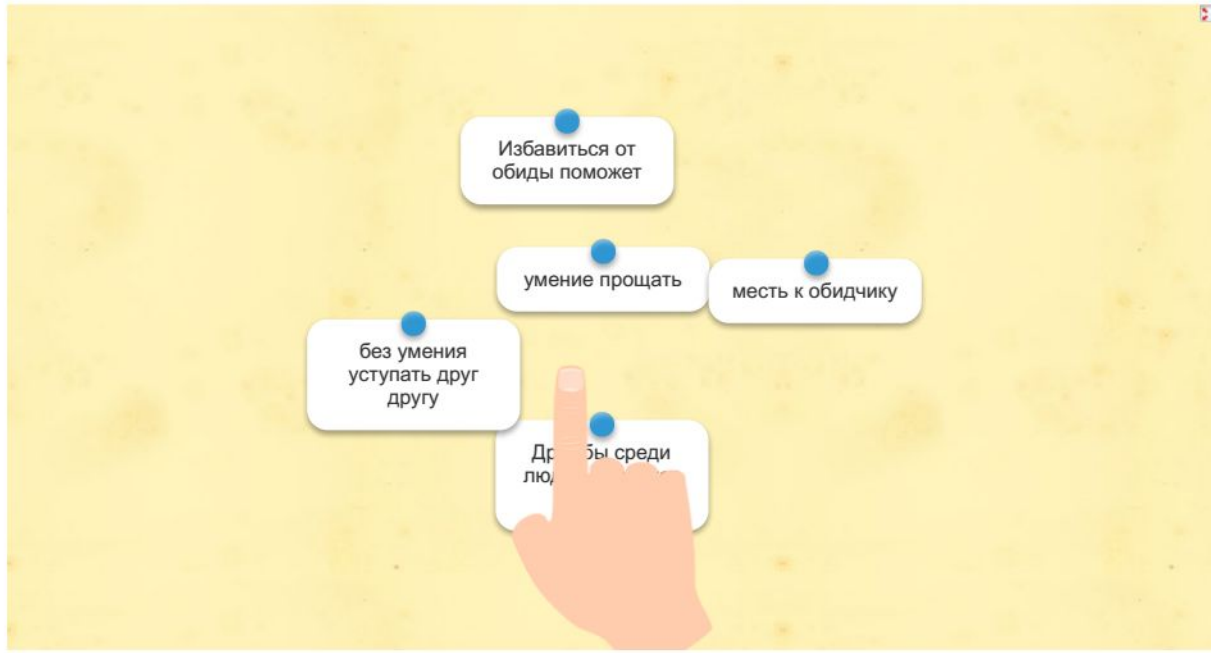 Избавиться от
обиды поможет
умение прощать
месть к обидчику
без умения
уступать друг
другу
среди